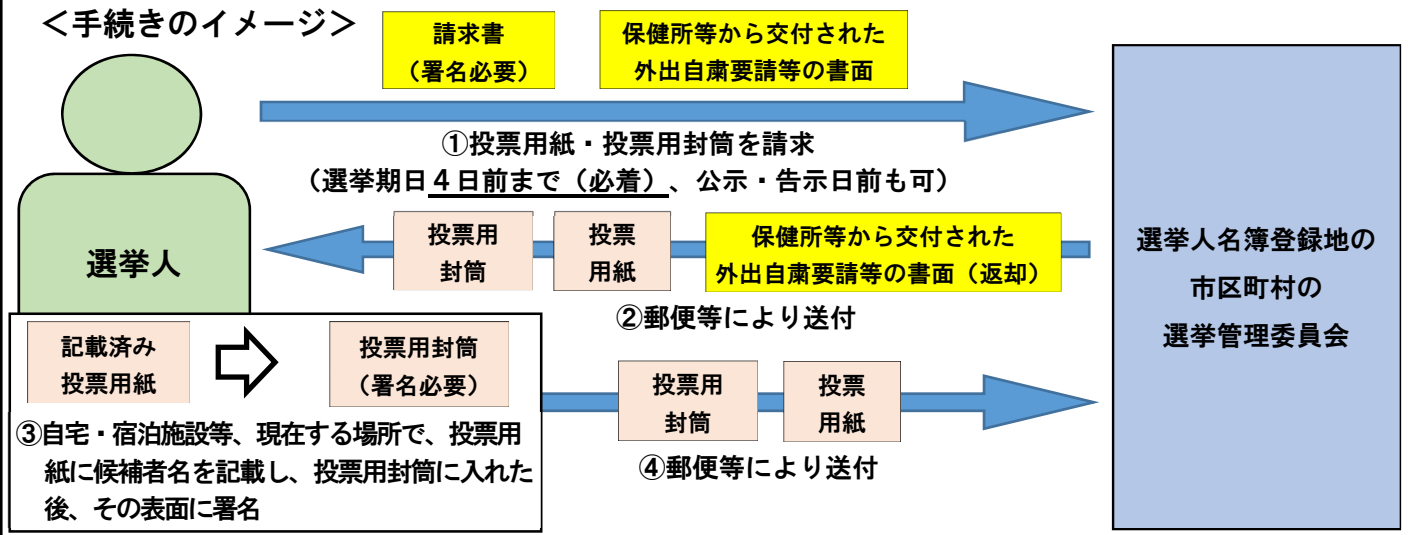 ＜手続きのイメージ＞
請求書
（署名必要）
保健所等から交付された
外出自粛要請等の書面
①投票用紙・投票用封筒を請求
（選挙期日４日前まで（必着）、公示・告示日前も可）
選挙人
投票用
封筒
投票
用紙
保健所等から交付された
外出自粛要請等の書面（返却）
②郵便等により送付
選挙人名簿登録地の
市区町村の
選挙管理委員会
記載済み
投票用紙
投票用封筒
（署名必要）
③自宅・宿泊施設等、現在する場所で、投票用
紙に候補者名を記載し、投票用封筒に入れた
後、その表面に署名
投票用
封筒
投票
用紙
④郵便等により送付